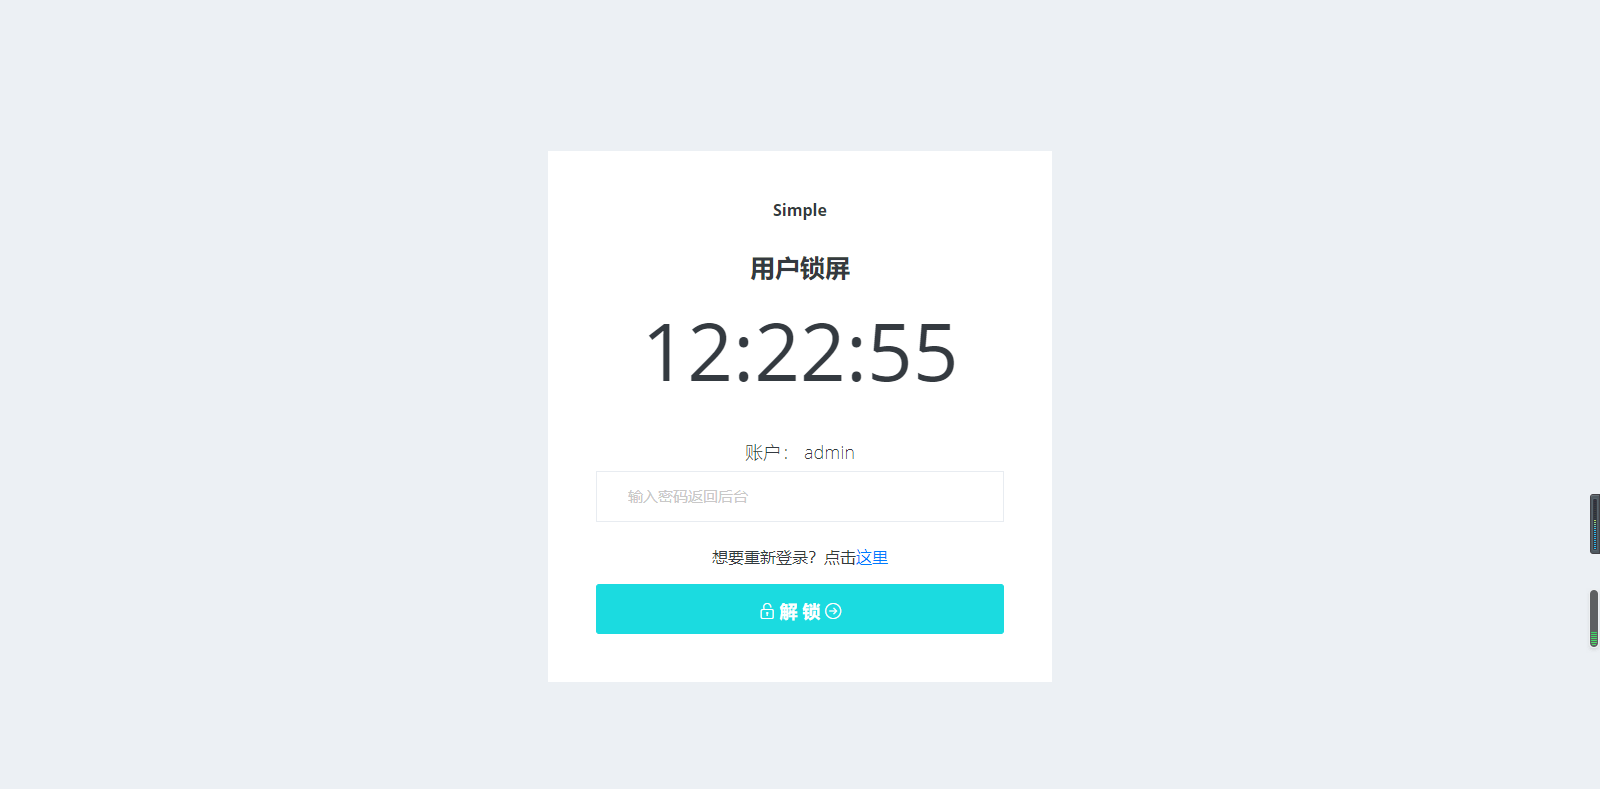 Simple
用户锁屏
12:22:55
账户： admin
输入密码返回后台
想要重新登录？点击这里
解 锁